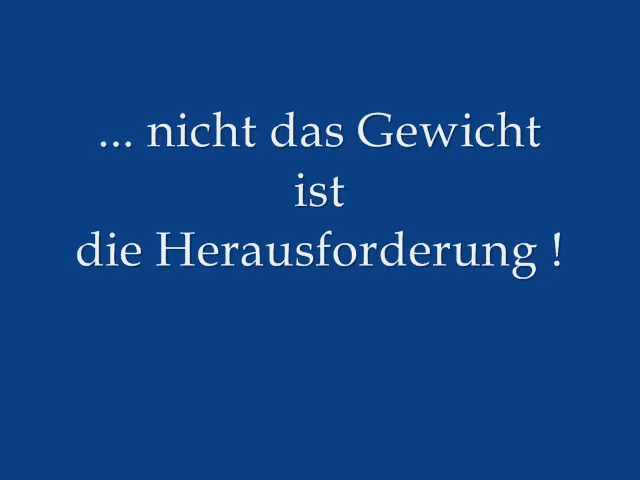 ... nicht das Gewicht
ist
die Herausforderung !